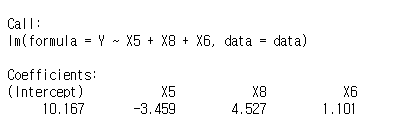 Call:
lm(formula = Y ~ X5 + X8 + X6, data = data)
Coefficients:
(Intercept) X5 X8 X6
10.167 -3.459 4.527 1.101